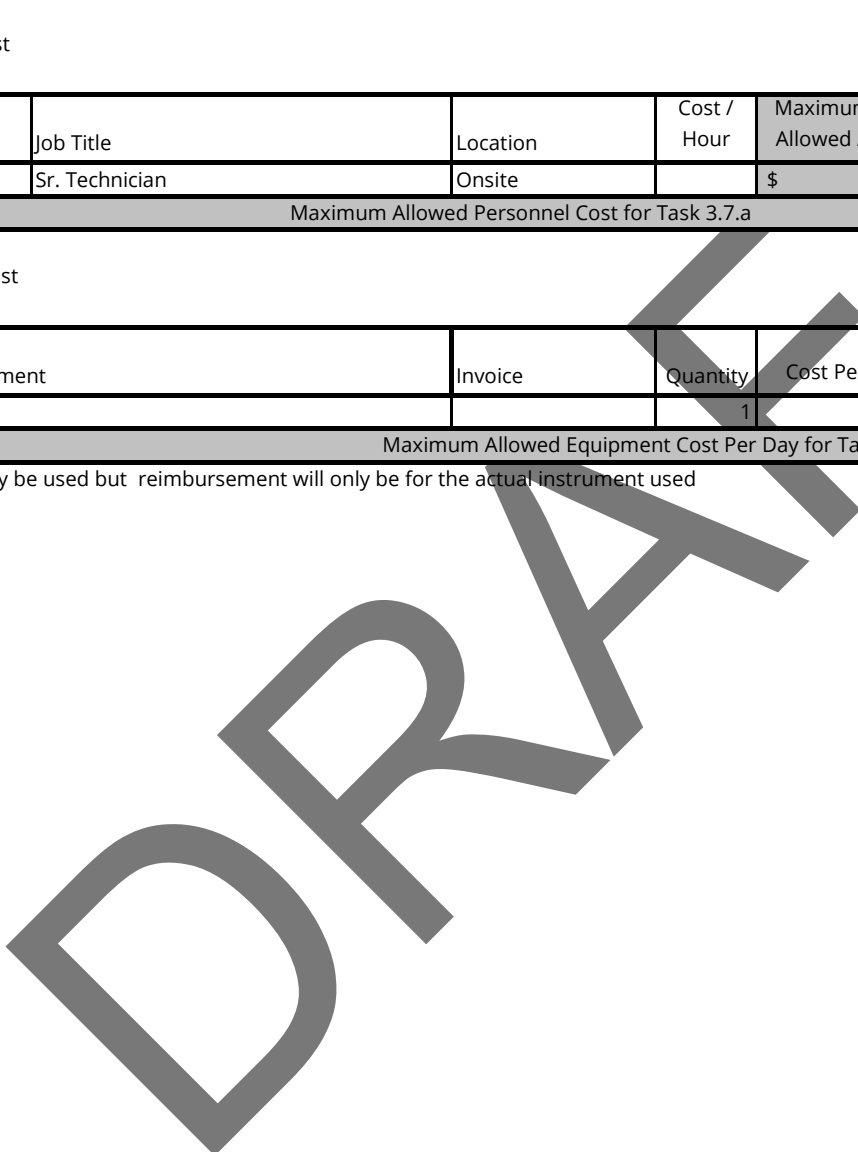 st
Cost /
Job Title Location Hour Allowed
Sr. Technician Onsite $
Maximum Allowed Personnel Cost for Task 3.7.a
st
ment Invoice Quantity Cost Pe
1
Maximum Allowed Equipment Cost Per Day for Ta
y be used but reimbursement will only be for the actual instrument used
DRAF